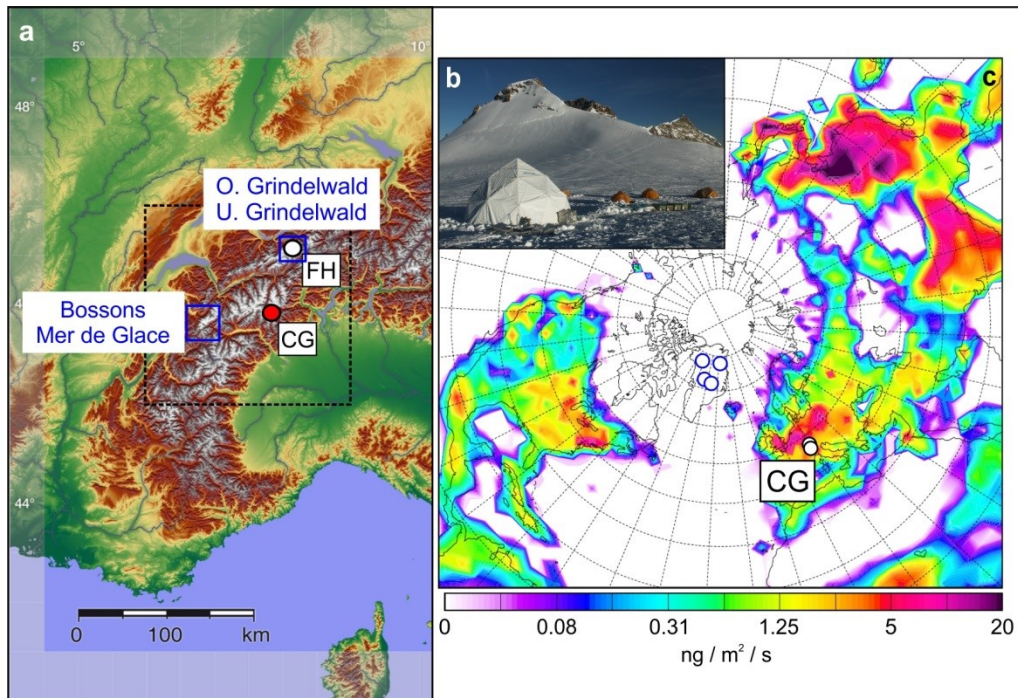 a
5°
10°
48°
O. Grindelwald
U. Grindelwald
FH
Bossons
Mer de Glace
CG
44°
0 100
km
b
c
CG
0 0.08 0.31 1.25 5 20
ng / m² / s